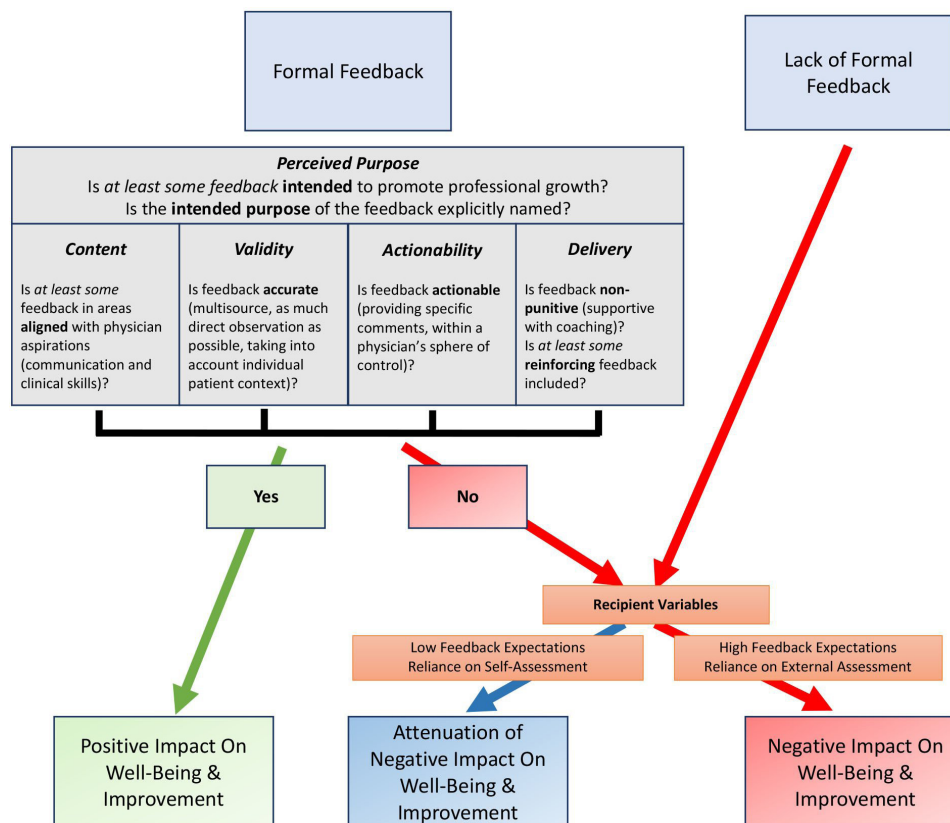 Formal Feedback
Lack of Formal
Feedback
Perceived Purpose
Is at least some feedback intended to promote professional growth?
Is the intended purpose of the feedback explicitly named?
Content
Is at least some
feedback in areas
aligned with physician
aspirations
(communication and
clinical skills)?
Validity
Is feedback accurate
(multisource, as much
direct observation as
possible, taking into
account individual
patient context)?
Actionability
Is feedback actionable
(providing specific
comments, within a
physician's sphere of
control)?
Delivery
Is feedback non-
punitive (supportive
with coaching)?
Is at least some
reinforcing feedback
included?
Yes
No
Recipient Variables
Low Feedback Expectations
Reliance on Self-Assessment
High Feedback Expectations
Reliance on External Assessment
Positive Impact On
Well-Being &
Improvement
Attenuation of
Negative Impact On
Well-Being &
Improvement
Negative Impact On
Well-Being &
Improvement